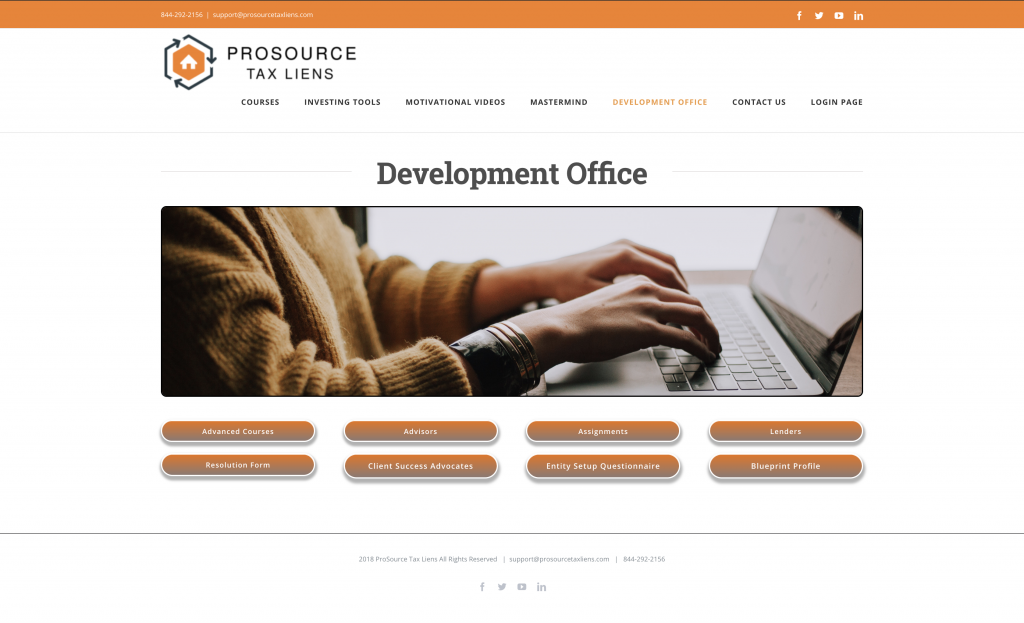 844-292-2156 | support@prosourcetaxliens.com
PROSOURCE
TAX LIENS
COURSES INVESTING TOOLS MOTIVATIONAL VIDEOS MASTERMIND DEVELOPMENT OFFICE CONTACT US LOGIN PAGE
Development Office
Advanced Courses Advisors Assignments Lenders
Resolution Form Client Success Advocates Entity Setup Questionnaire Blueprint Profile
2018 ProSource Tax Liens All Rights Reserved | support@prosourcetaxliens.com | 844-292-2156